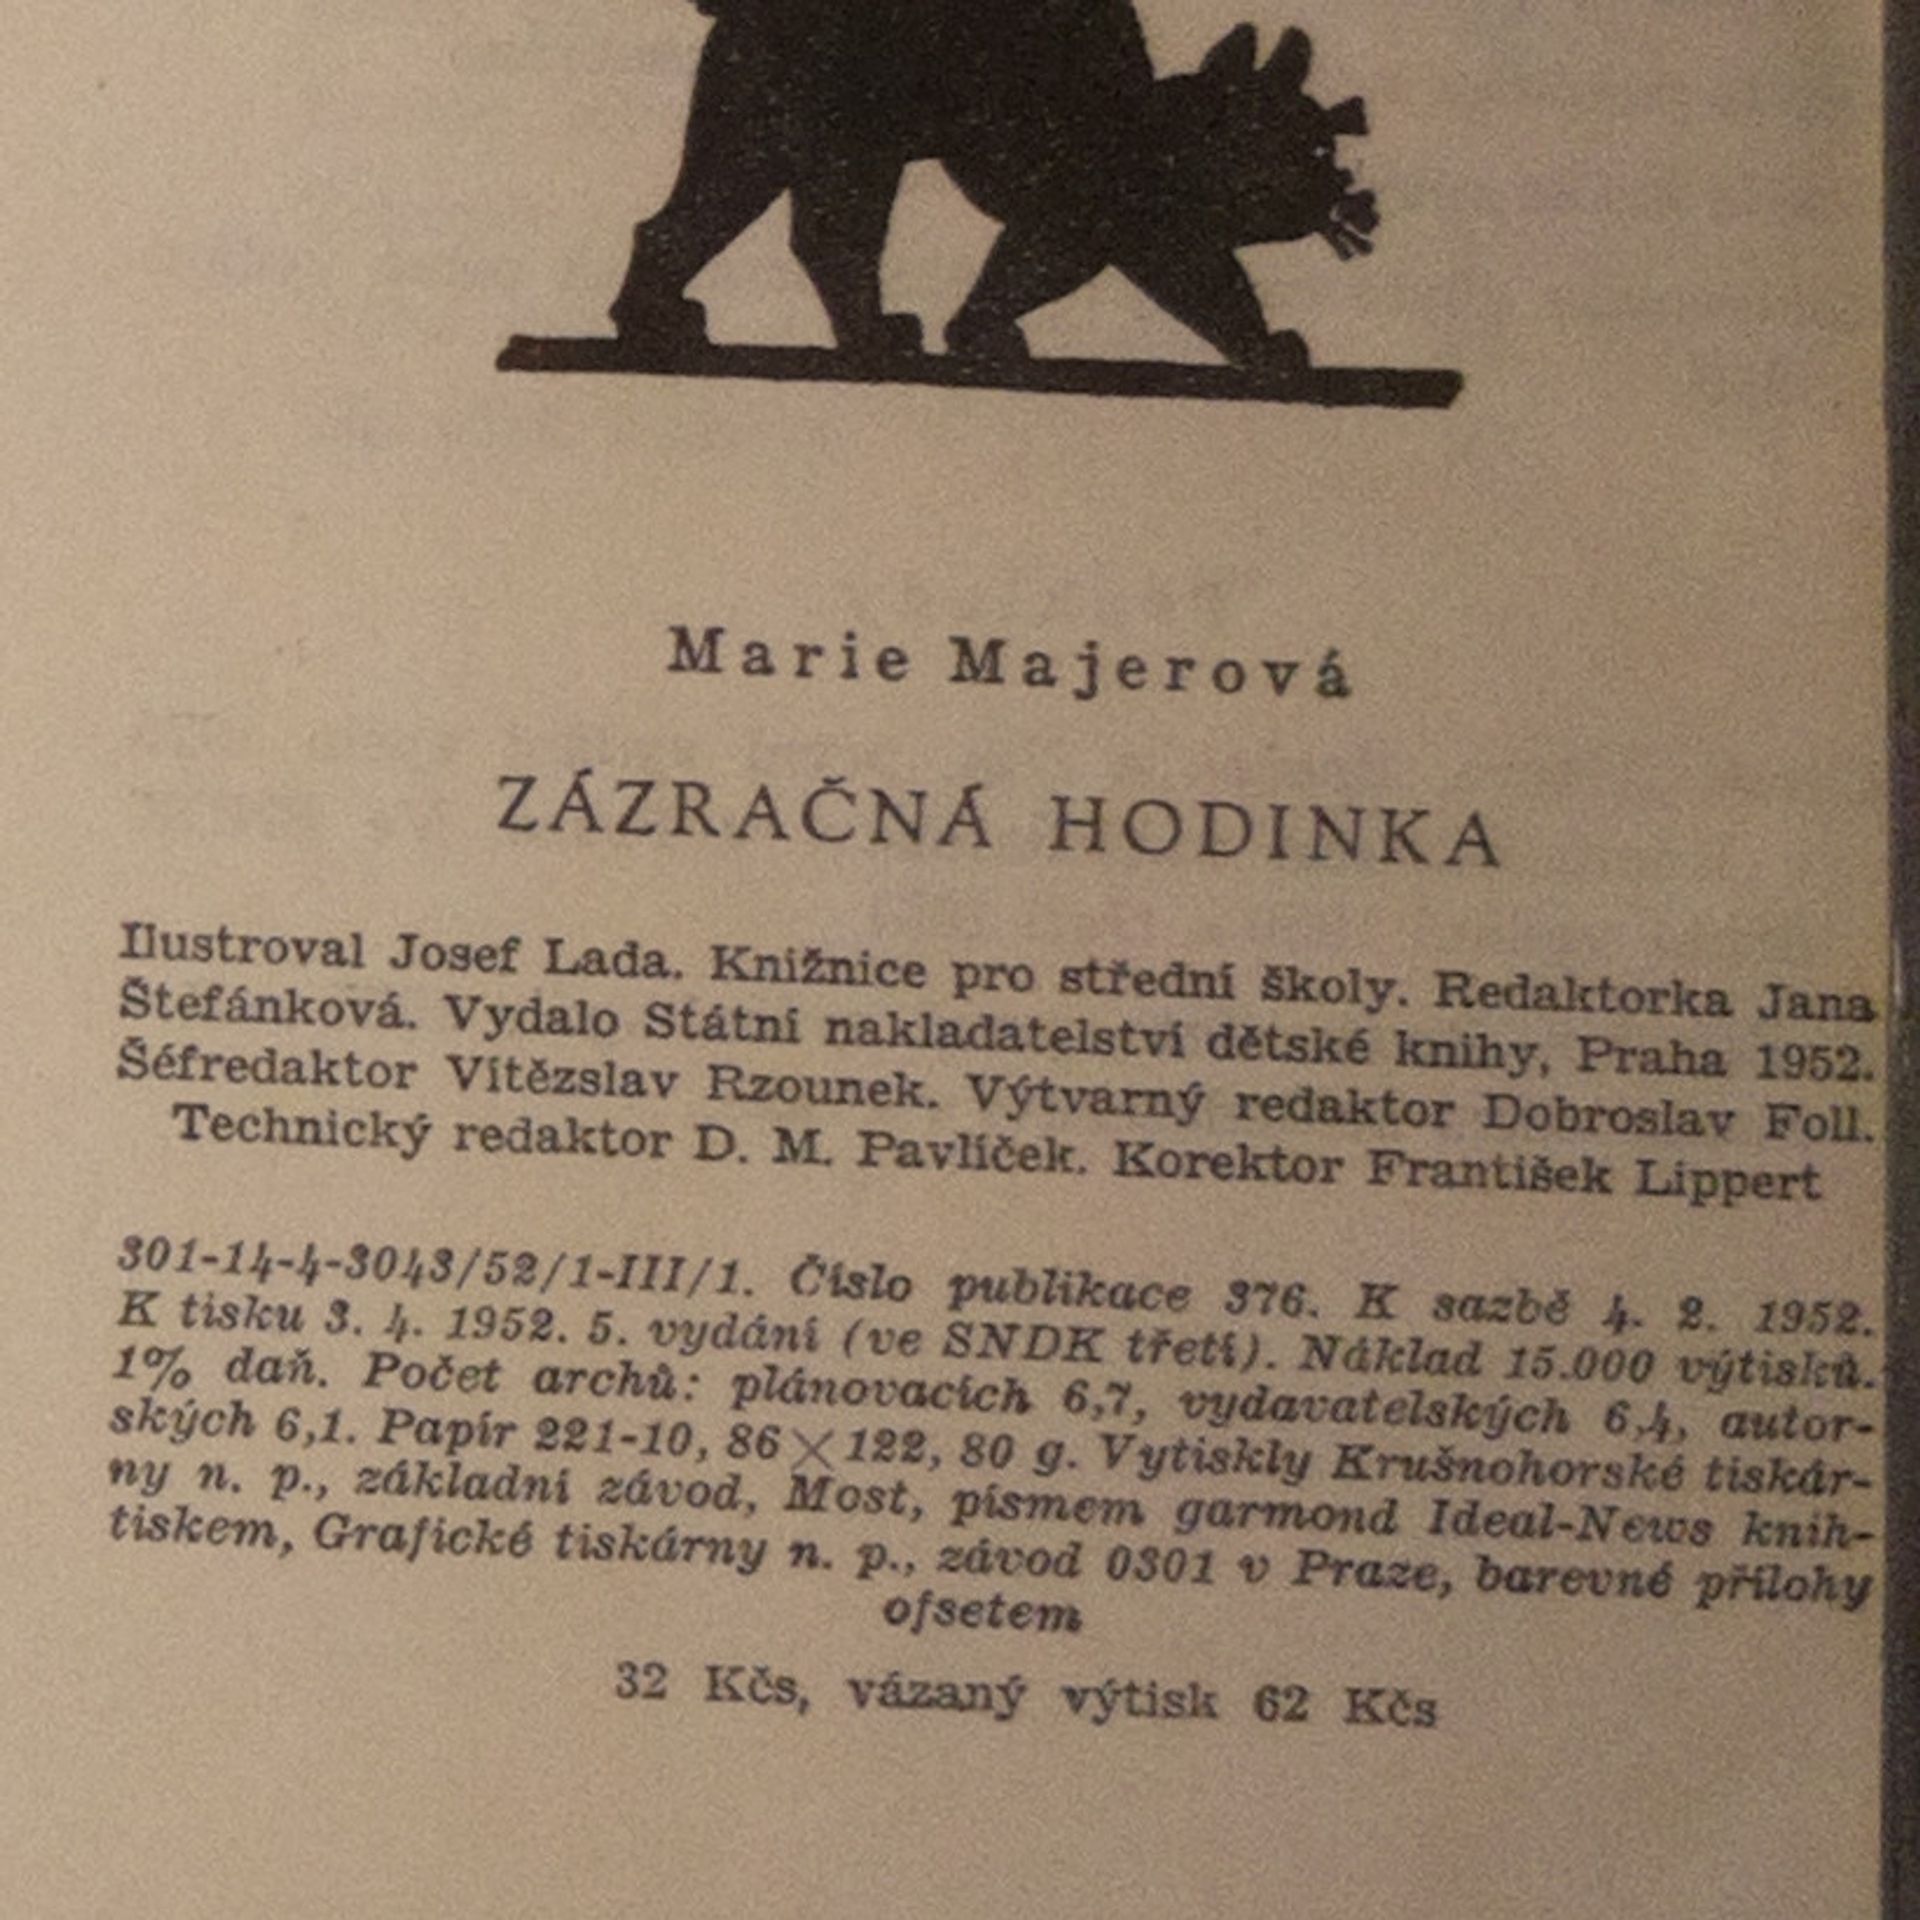 Marie Majerová
ZÁZRAČNÁ HODINKA
Ilustroval Josef Lada. Knižnice pro střední školy. Redaktorka Jana
Štefánková. Vydalo Státní nakladatelství dětské knihy, Praha 1952.
Šéfredaktor Vítězslav Rzounek. Výtvarný redaktor Dobroslav Foll.
Technický redaktor D. M. Pavlíček. Korektor František Lippert
301-14-4-3043/52/1-III/1. Číslo publikace 376. K sazbě 4. 2. 1952.
K tisku 3. 4. 1952. 5. vydání (ve SNDK třetí). Náklad 15.000 výtisků.
1% daň. Počet archů: plánovacích 6,7, vydavatelských 6,4, autor-
ských 6,1. Papír 221-10, 86×122, 80 g. Vytiskly Krušnohorské tiskár-
ny n. p., základní závod, Most, písmem garmond Ideal-News knih-
tiskem, Grafické tiskárny n. p., závod 0301 v Praze, barevné přílohy
ofsetem
32 Kčs, vázaný výtisk 62 Kčs